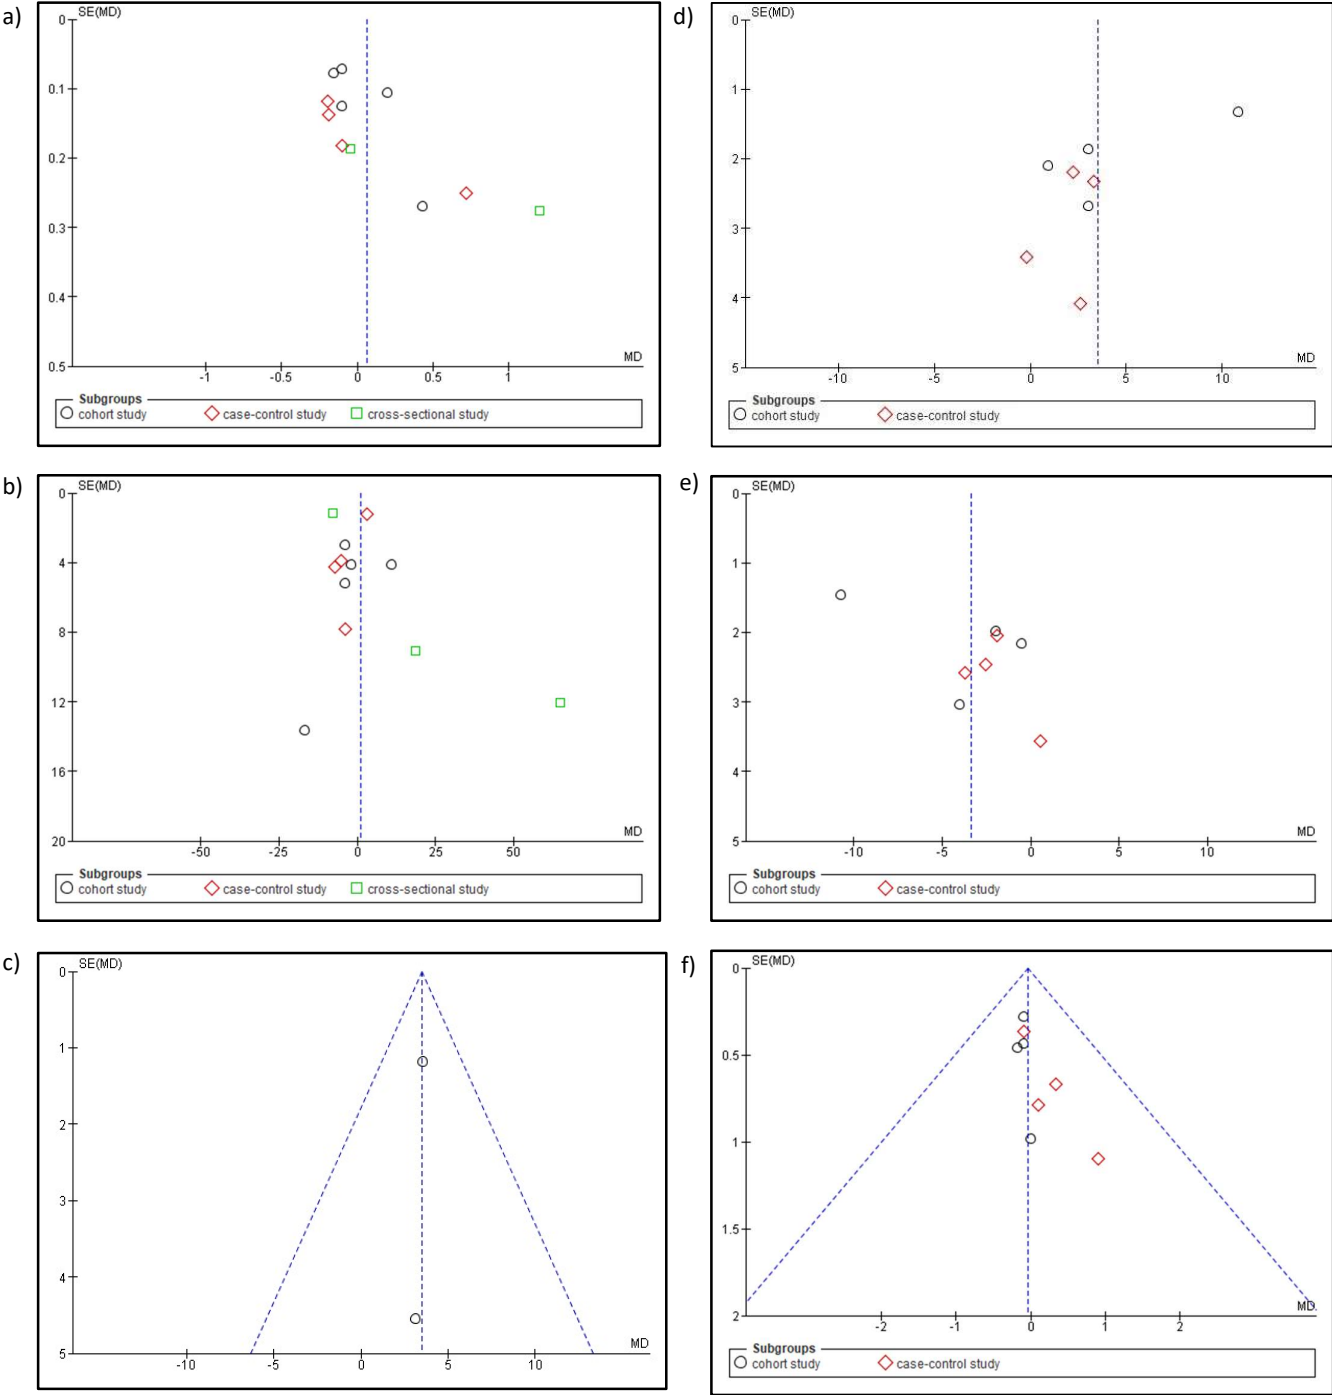 a)
SE(MD)
0
0.1
0.2
0.3
0.4
0.5
MD
-1 -0.5 0 0.5 1
Subgroups
cohort study case-control study cross-sectional study
d)
SE(MD)
0
1
2
3
4
5
MD
-10 -5 0 5 10
Subgroups
cohort study case-control study
b)
SE(MD)
0
4
8
12
16
20
MD
-50 -25 0 25 50
Subgroups
cohort study case-control study cross-sectional study
e)
SE(MD)
0
1
2
3
4
5
MD
-10 -5 0 5 10
Subgroups
cohort study case-control study
c)
SE(MD)
0
1
2
3
4
5
MD
-10 -5 0 5 10
f)
SE(MD)
0
0.5
1
1.5
2
MD
-2 -1 0 1 2
Subgroups
cohort study case-control study